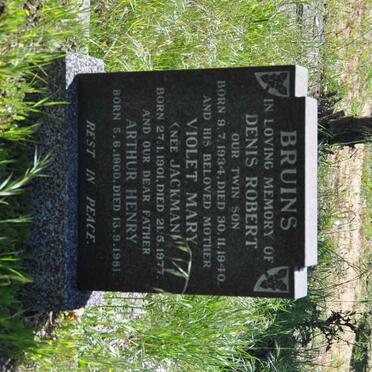 BRUINS
IN LOVING MEMORY OF
DENIS ROBERT
OUR TWIN SON
BORN 9.7.1934. DIED 30.11.1940.
AND HIS BELOVED MOTHER
VIOLET MARY
(NEE JACKMAN)
BORN 27.1.1901. DIED 21.5.1977.
AND OUR DEAR FATHER
ARTHUR HENRY
BORN 5.6.1900. DIED 13.9.1981.
REST IN PEACE.